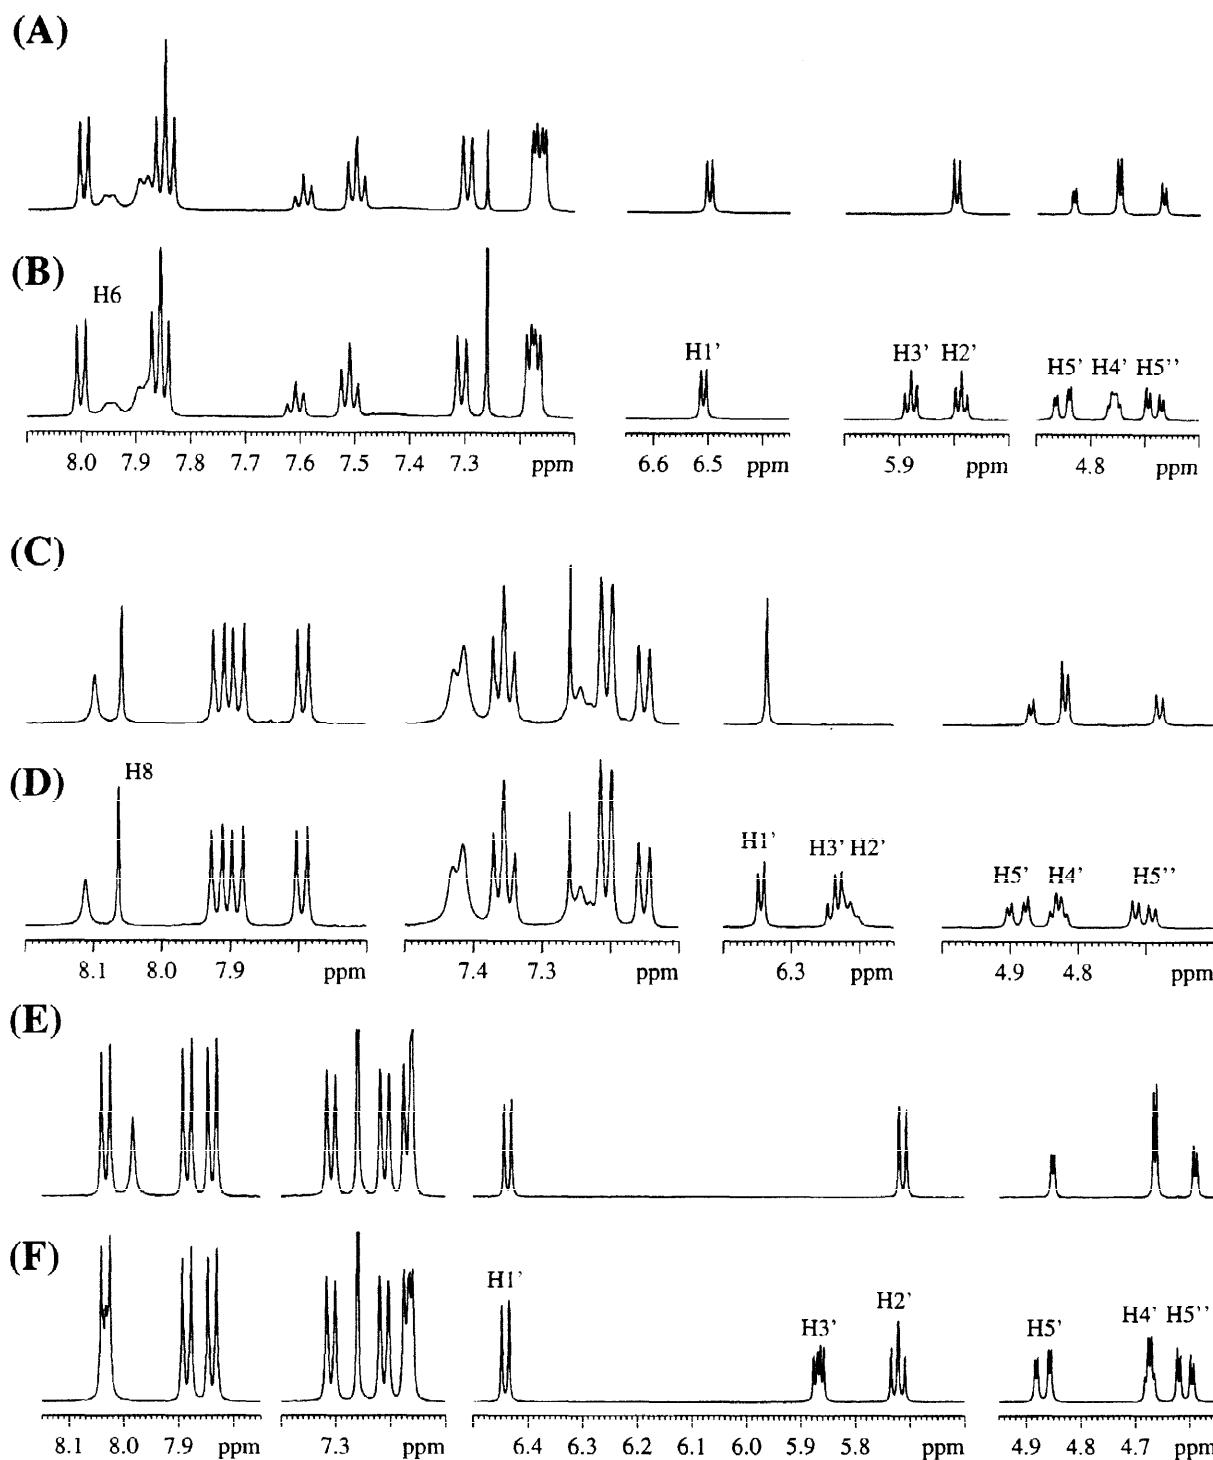 (A)
(B)
H6
H1’
H3’ H2’
H5’ H4’ H5’’
8.0 7.9 7.8 7.7 7.6 7.5 7.4 7.3 ppm
6.6 6.5 ppm
5.9 ppm
4.8 ppm
(C)
(D)
H8
H1’
H3’ H2’
H5’ H4’ H5’’
8.1 8.0 7.9 ppm
7.4 7.3 ppm
6.3 ppm
4.9 4.8 ppm
(E)
(F)
H1’
H3’
H2’
H5’
H4’ H5’’
8.1 8.0 7.9 ppm
7.3 ppm
6.4 6.3 6.2 6.1 6.0 5.9 5.8 ppm
4.9 4.8 4.7 ppm